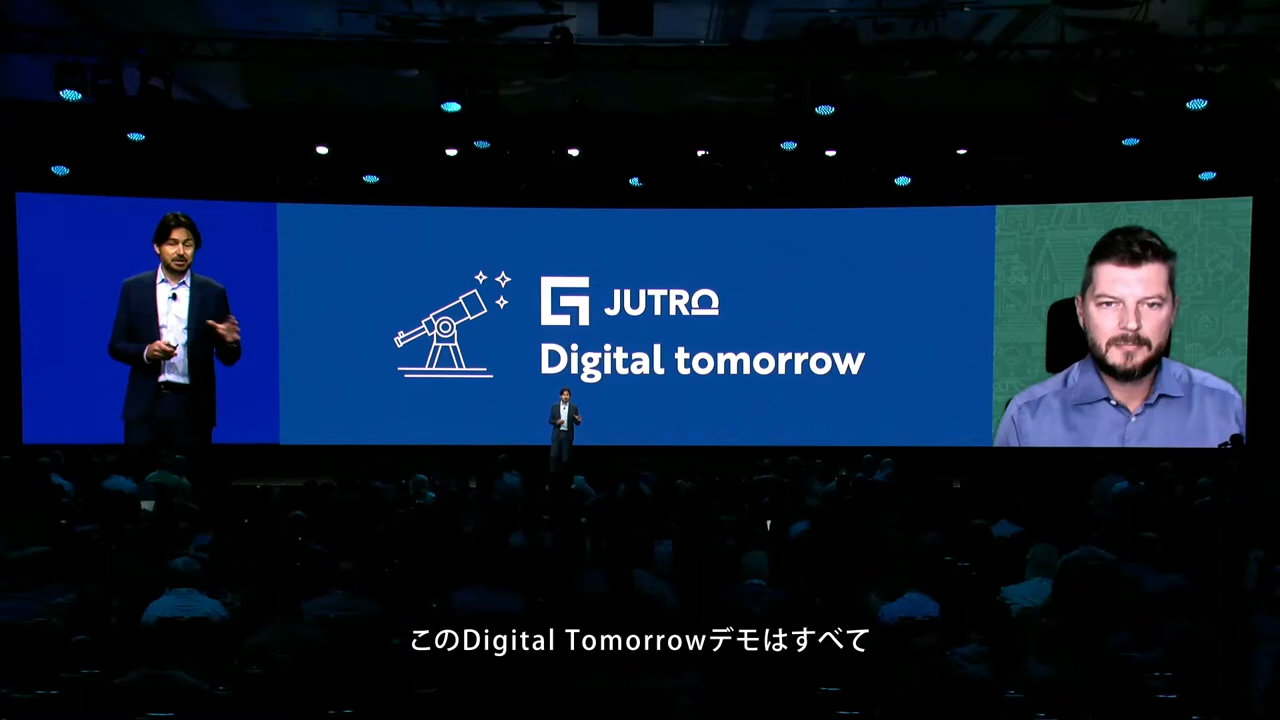 JUTRO
Digital tomorrow
このDigital Tomorrowデモはすべて